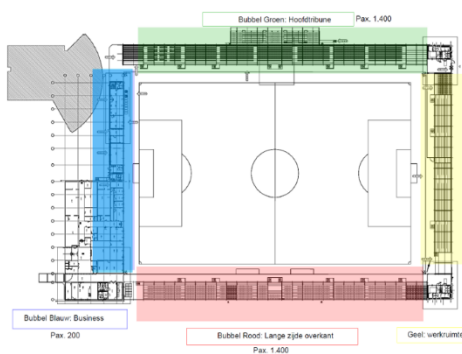 Bubbel Groen: Hoofdtribune Pax. 1.400
Bubbel Blauw: Business
Pax. 200
Bubbel Rood: Lange zijde overkant
Pax. 1.400
Geel: werkruimte